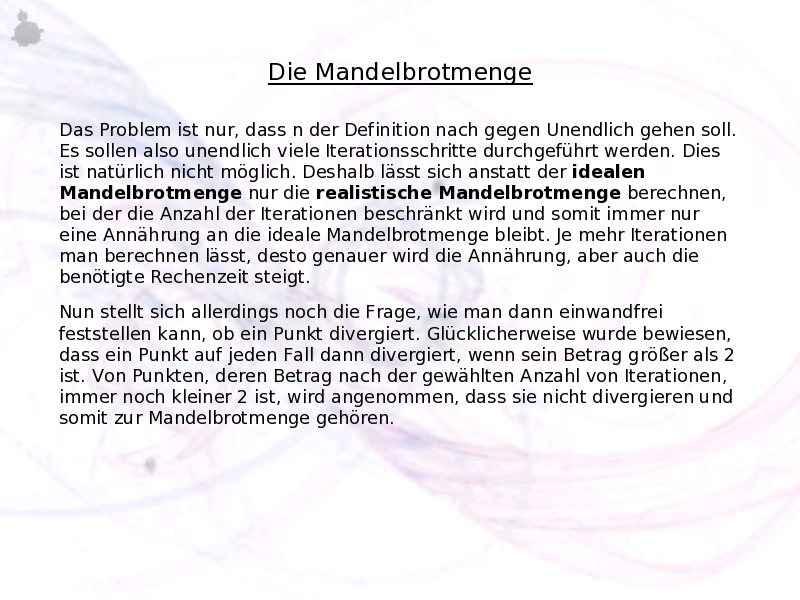 Die Mandelbrotmenge
Das Problem ist nur, dass n der Definition nach gegen Unendlich gehen soll.
Es sollen also unendlich viele Iterationsschritte durchgeführt werden. Dies
ist natürlich nicht möglich. Deshalb lässt sich anstatt der idealen
Mandelbrotmenge nur die realistische Mandelbrotmenge berechnen,
bei der die Anzahl der Iterationen beschränkt wird und somit immer nur
eine Annährung an die ideale Mandelbrotmenge bleibt. Je mehr Iterationen
man berechnen lässt, desto genauer wird die Annährung, aber auch die
benötigte Rechenzeit steigt.
Nun stellt sich allerdings noch die Frage, wie man dann einwandfrei
feststellen kann, ob ein Punkt divergiert. Glücklicherweise wurde bewiesen,
dass ein Punkt auf jeden Fall dann divergiert, wenn sein Betrag größer als 2
ist. Von Punkten, deren Betrag nach der gewählten Anzahl von Iterationen,
immer noch kleiner 2 ist, wird angenommen, dass sie nicht divergieren und
somit zur Mandelbrotmenge gehören.